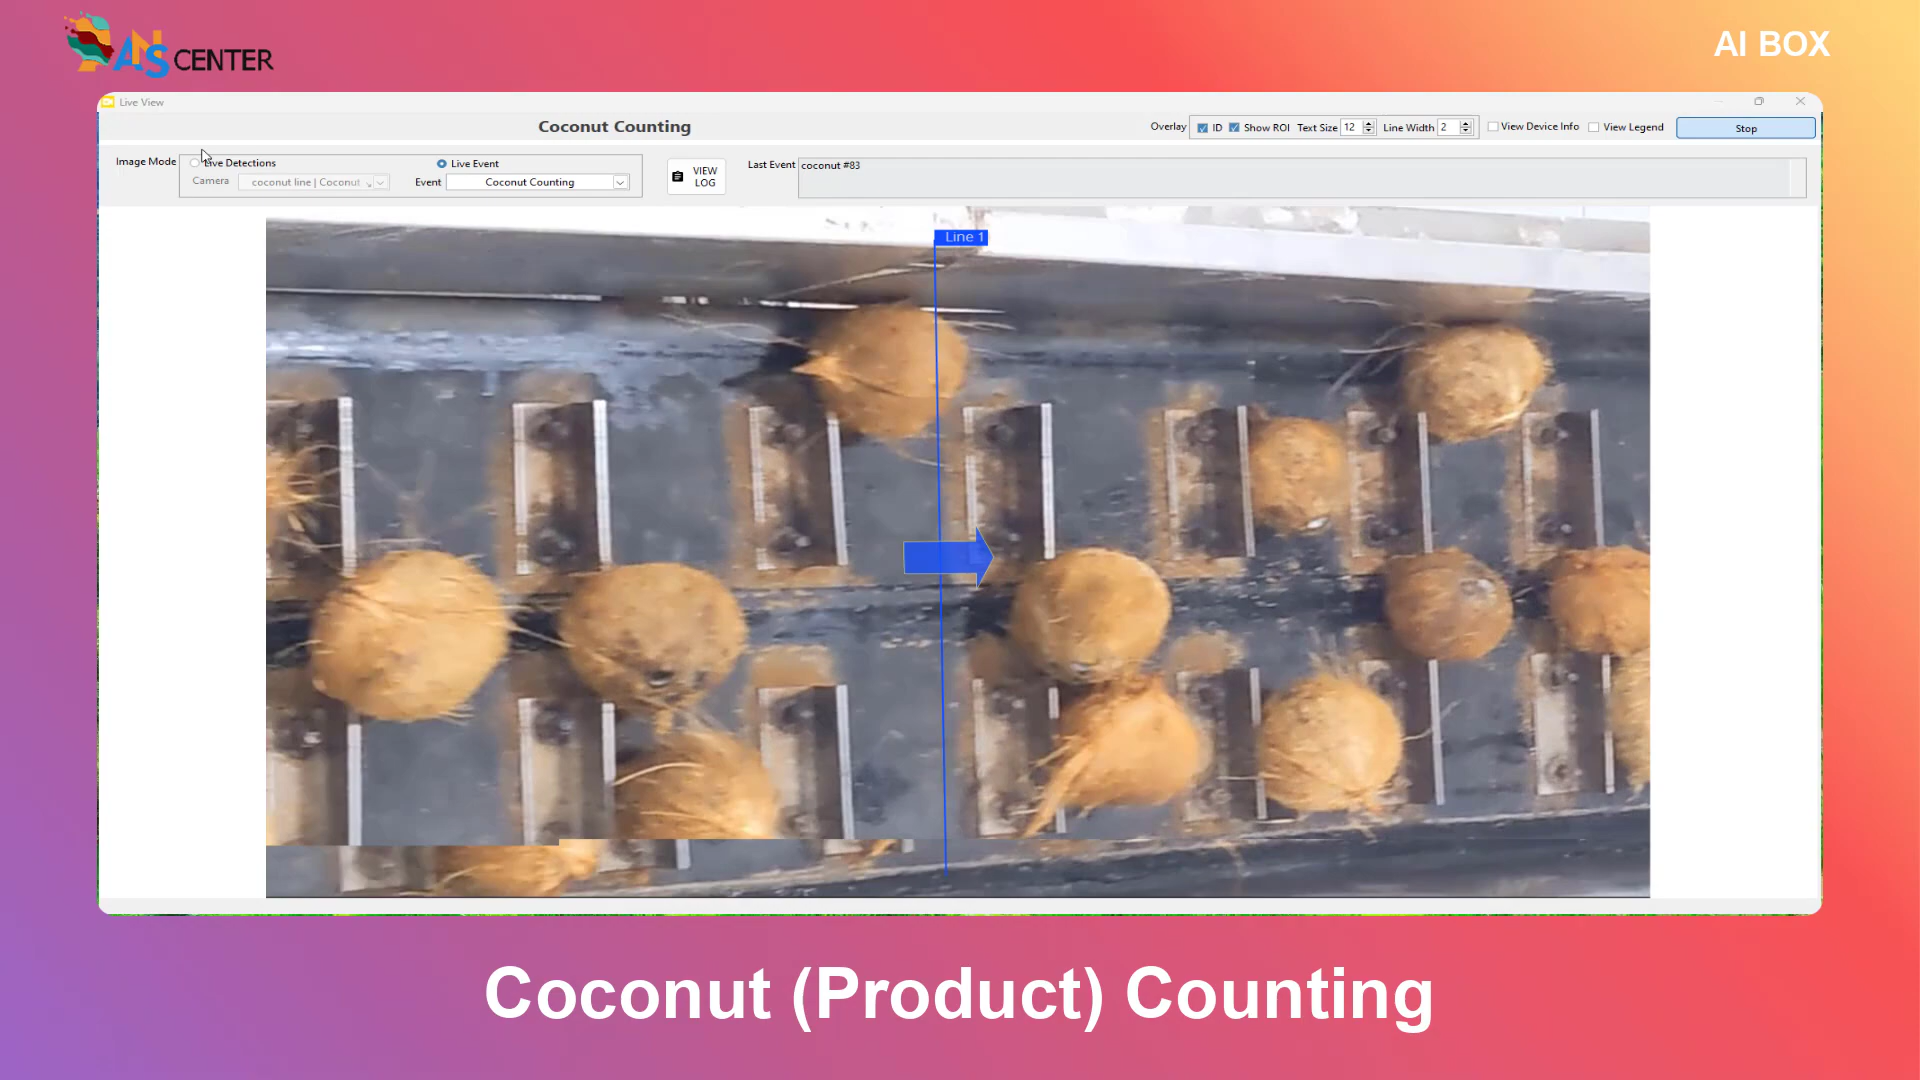 ANS CENTER
AI BOX
Live View
Coconut Counting
Overlay ID Show ROI Text Size 12 Line Width 2 View Device Info View Legend Stop
Image Mode Live Detections Live Event
Camera coconut line | Coconut Event Coconut Counting
VIEW LOG
Last Event coconut #83
Line 1
Coconut (Product) Counting